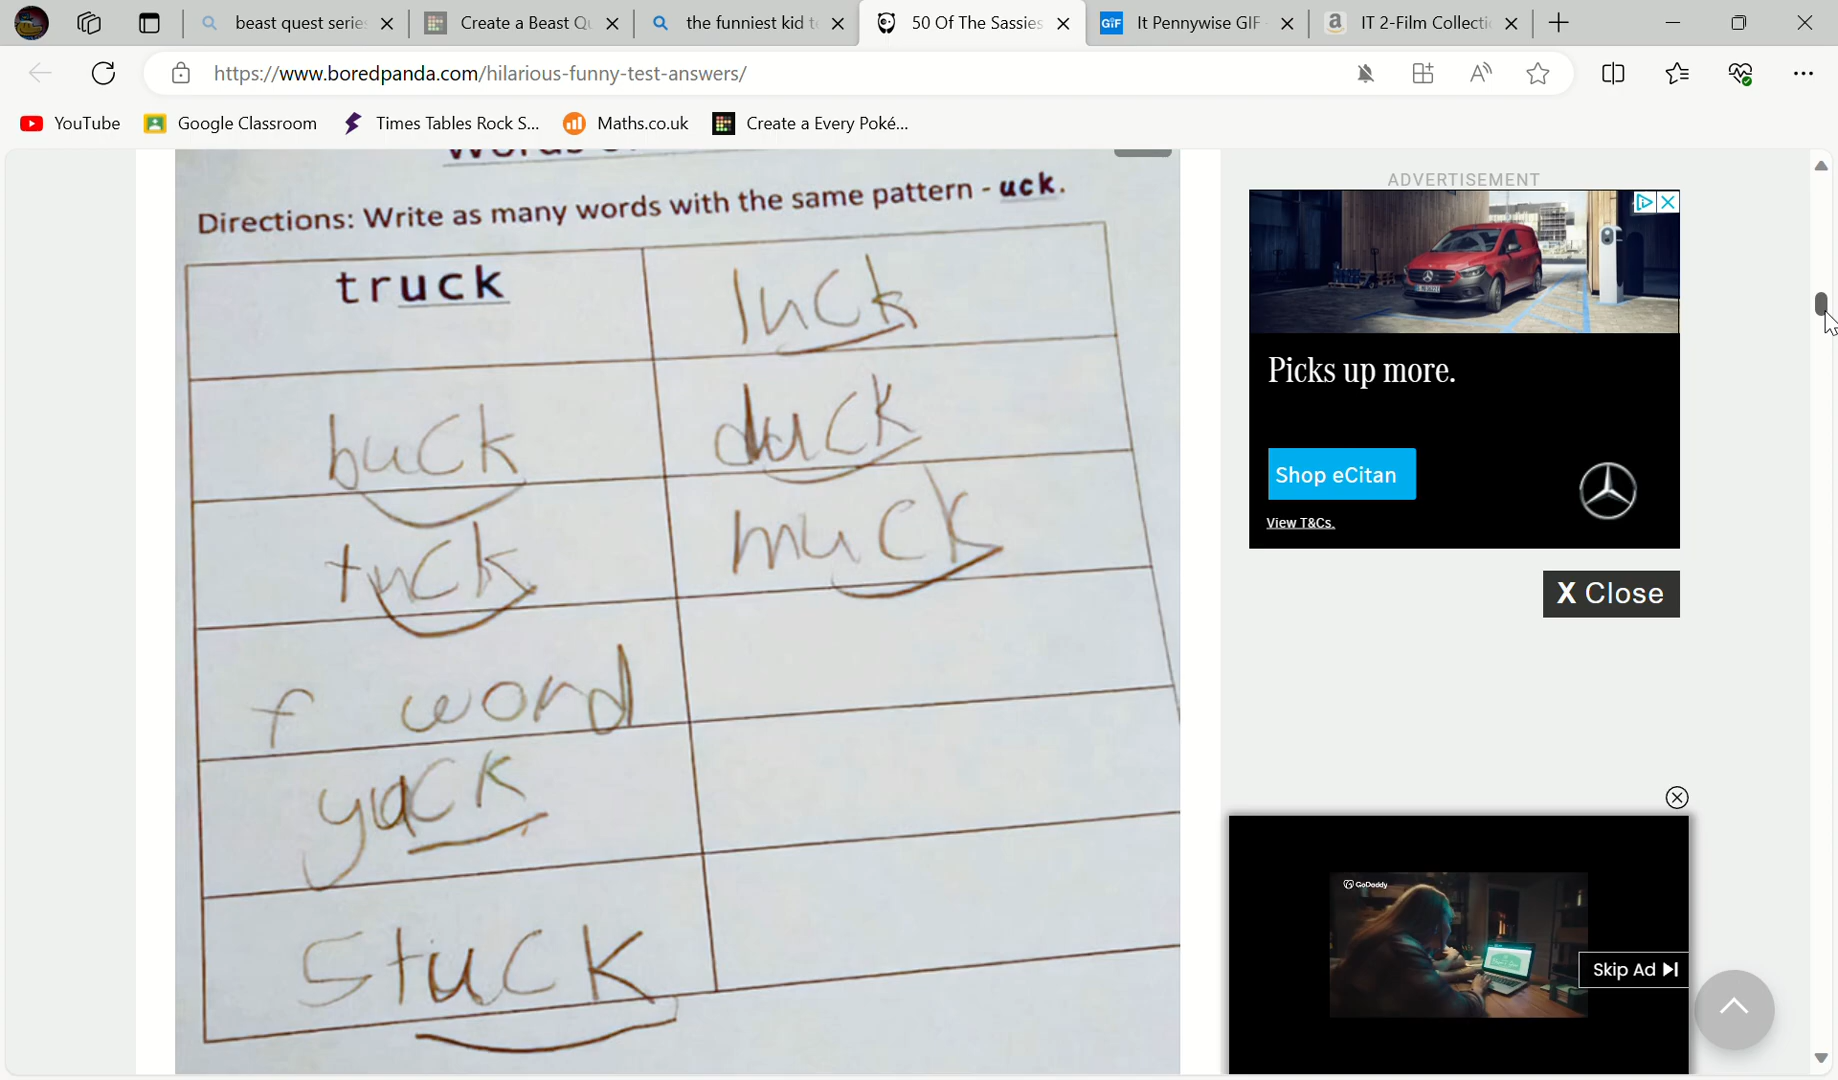 beast quest serie
Create a Beast Q
the funniest kid t
50 Of The Sassies
GIF
It Pennywise GIF
a
IT 2-Film Collecti
https://www.boredpanda.com/hilarious-funny-test-answers/
YouTube
Google Classroom
Times Tables Rock S...
Maths.co.uk
Create a Every Poké...
Directions: Write as many words with the same pattern - uck.
truck
luck
buck
duck
tuck
muck
f word
yuck
stuck
ADVERTISEMENT
Picks up more.
Shop eCitan
View T&Cs.
X Close
GoDaddy
Skip Ad